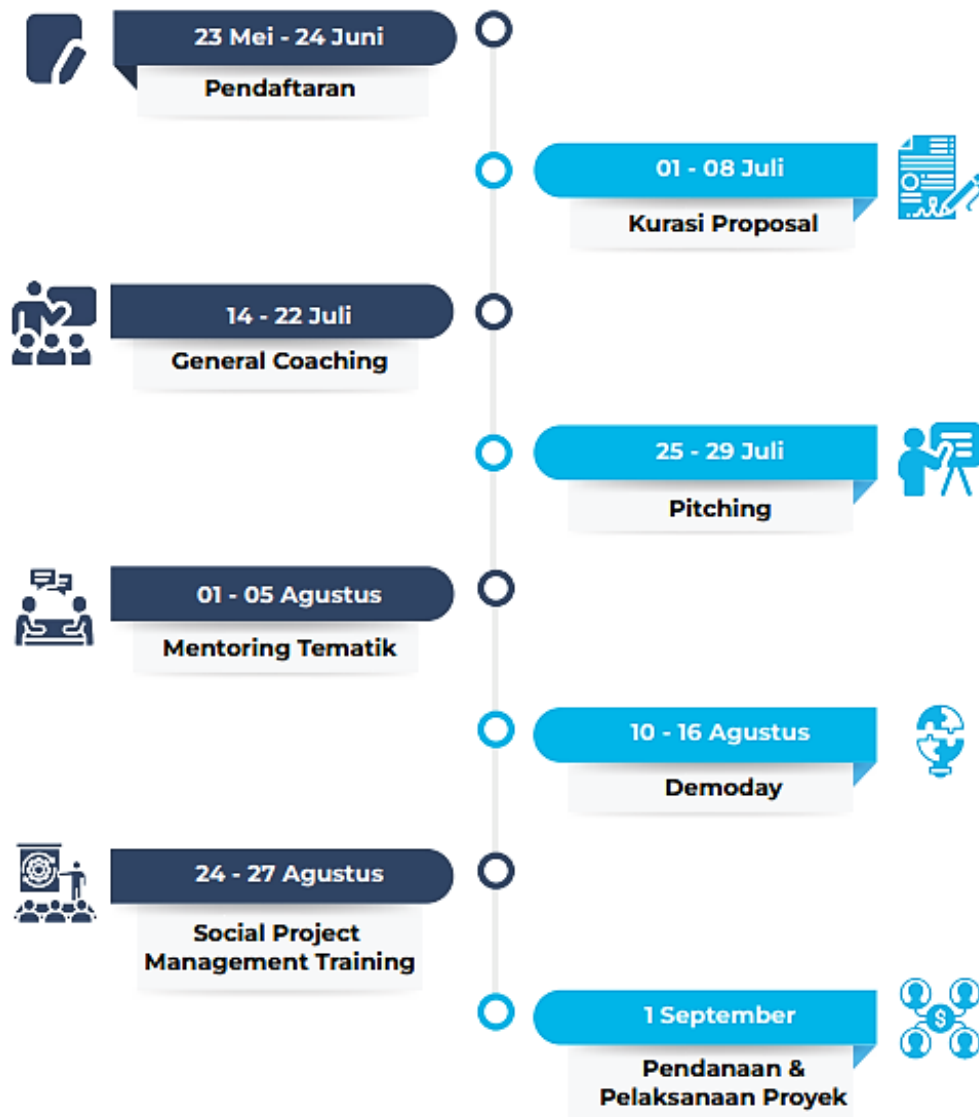 23 Mei - 24 Juni
Pendaftaran
01 - 08 Juli
Kurasi Proposal
14 - 22 Juli
General Coaching
25 - 29 Juli
Pitching
01 - 05 Agustus
Mentoring Tematik
10 - 16 Agustus
Demoday
24 - 27 Agustus
Social Project
Management Training
1 September
$
Pendanaan &
Pelaksanaan Proyek